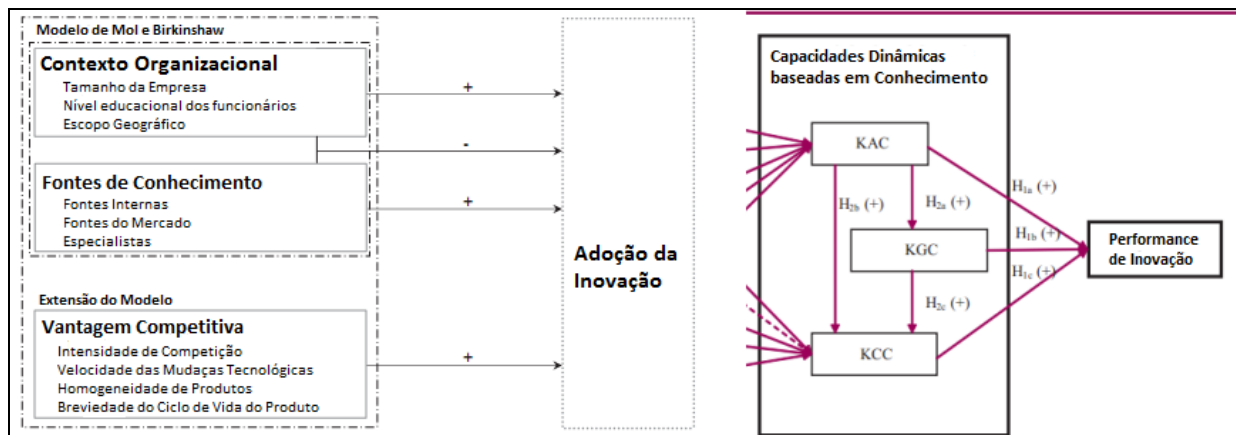 Modelo de Mol e Birkinshaw
Contexto Organizacional
Tamanho da Empresa
Nível educacional dos funcionários
Escopo Geográfico
Fontes de Conhecimento
Fontes Internas
Fontes do Mercado
Especialistas
Extensão do Modelo
Vantagem Competitiva
Intensidade de Competição
Velocidade das Mudaças Tecnológicas
Homogeneidade de Produtos
Breviedade do Ciclo de Vida do Produto
+
-
+
+
Adoção da
Inovação
Capacidades Dinâmicas
baseadas em Conhecimento
KAC
H1a (+)
H2b (+)
H2a (+)
KGC
H1b (+)
H1c (+)
H2c (+)
KCC
Performance
de Inovação